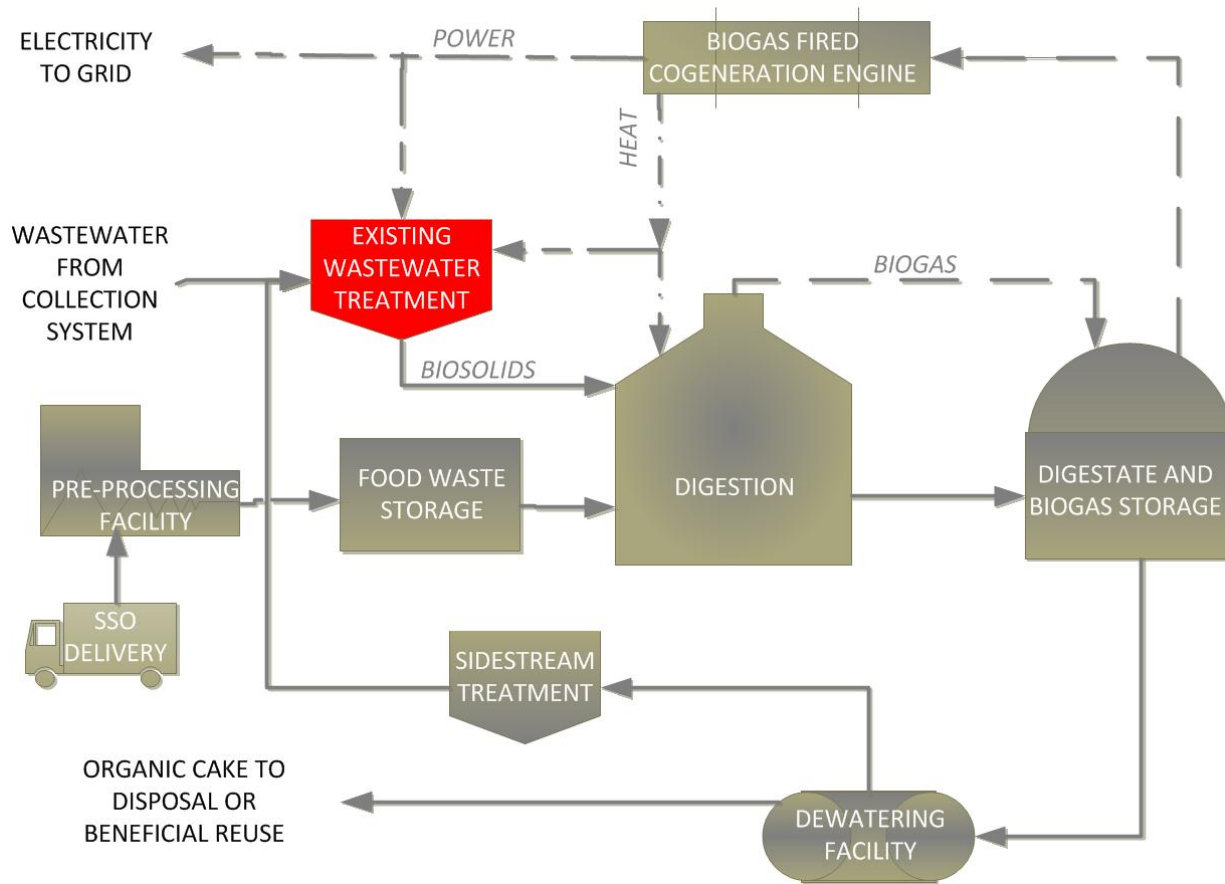 ELECTRICITY
TO GRID
POWER
BIOGAS FIRED
COGENERATION ENGINE
HEAT
WASTEWATER
FROM
COLLECTION
SYSTEM
EXISTING
WASTEWATER
TREATMENT
BIOGAS
BIOSOLIDS
PRE-PROCESSING
FACILITY
FOOD WASTE
STORAGE
DIGESTION
DIGESTATE AND
BIOGAS STORAGE
SSO
DELIVERY
SIDESTREAM
TREATMENT
ORGANIC CAKE TO
DISPOSAL OR
BENEFICIAL REUSE
DEWATERING
FACILITY